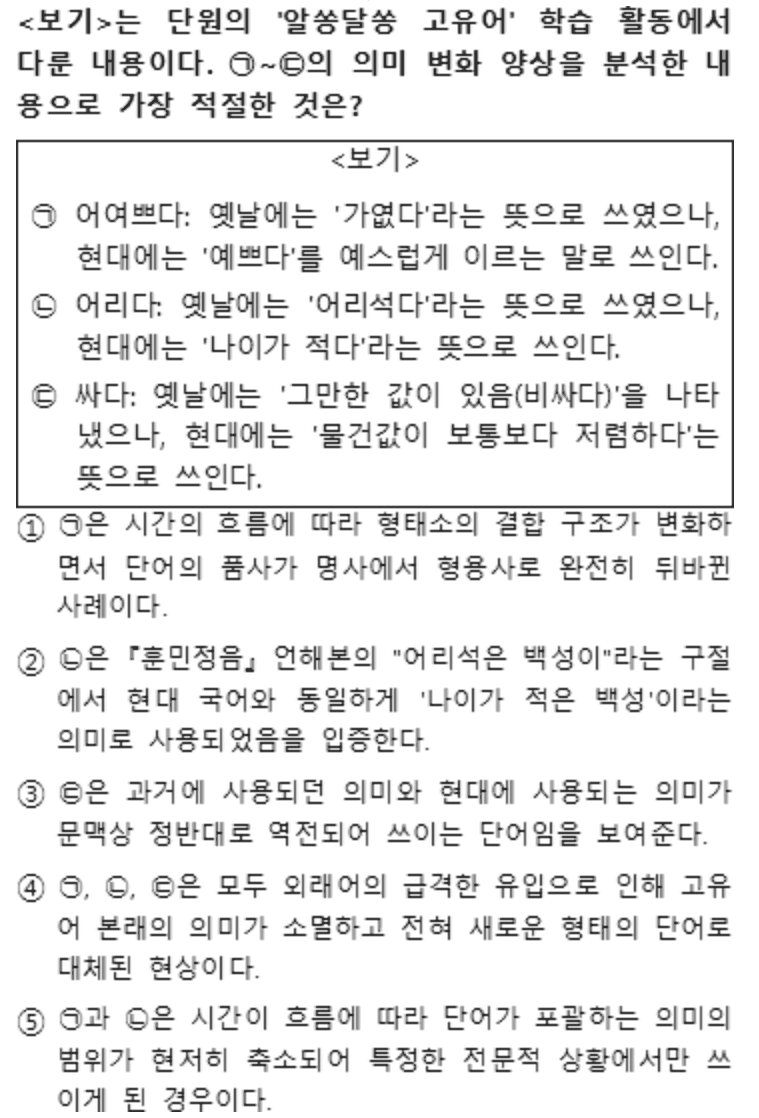 <보기>는 단원의 '알쏭달쏭 고유어' 학습 활동에서
다룬 내용이다. ㉠~㉢의 의미 변화 양상을 분석한 내
용으로 가장 적절한 것은?
<보기>
㉠ 어여쁘다: 옛날에는 '가엾다'라는 뜻으로 쓰였으나,
현대에는 '예쁘다'를 예스럽게 이르는 말로 쓰인다.
㉡ 어리다: 옛날에는 '어리석다'라는 뜻으로 쓰였으나,
현대에는 '나이가 적다'라는 뜻으로 쓰인다.
㉢ 싸다: 옛날에는 '그만한 값이 있음(비싸다)'을 나타
냈으나, 현대에는 '물건값이 보통보다 저렴하다'는
뜻으로 쓰인다.
① ㉠은 시간의 흐름에 따라 형태소의 결합 구조가 변화하
면서 단어의 품사가 명사에서 형용사로 완전히 뒤바뀐
사례이다.
② ㉡은 『훈민정음』 언해본의 "어리석은 백성이"라는 구절
에서 현대 국어와 동일하게 '나이가 적은 백성'이라는
의미로 사용되었음을 입증한다.
③ ㉢은 과거에 사용되던 의미와 현대에 사용되는 의미가
문맥상 정반대로 역전되어 쓰이는 단어임을 보여준다.
④ ㉠, ㉡, ㉢은 모두 외래어의 급격한 유입으로 인해 고유
어 본래의 의미가 소멸하고 전혀 새로운 형태의 단어로
대체된 현상이다.
⑤ ㉠과 ㉡은 시간이 흐름에 따라 단어가 포괄하는 의미의
범위가 현저히 축소되어 특정한 전문적 상황에서만 쓰
이게 된 경우이다.